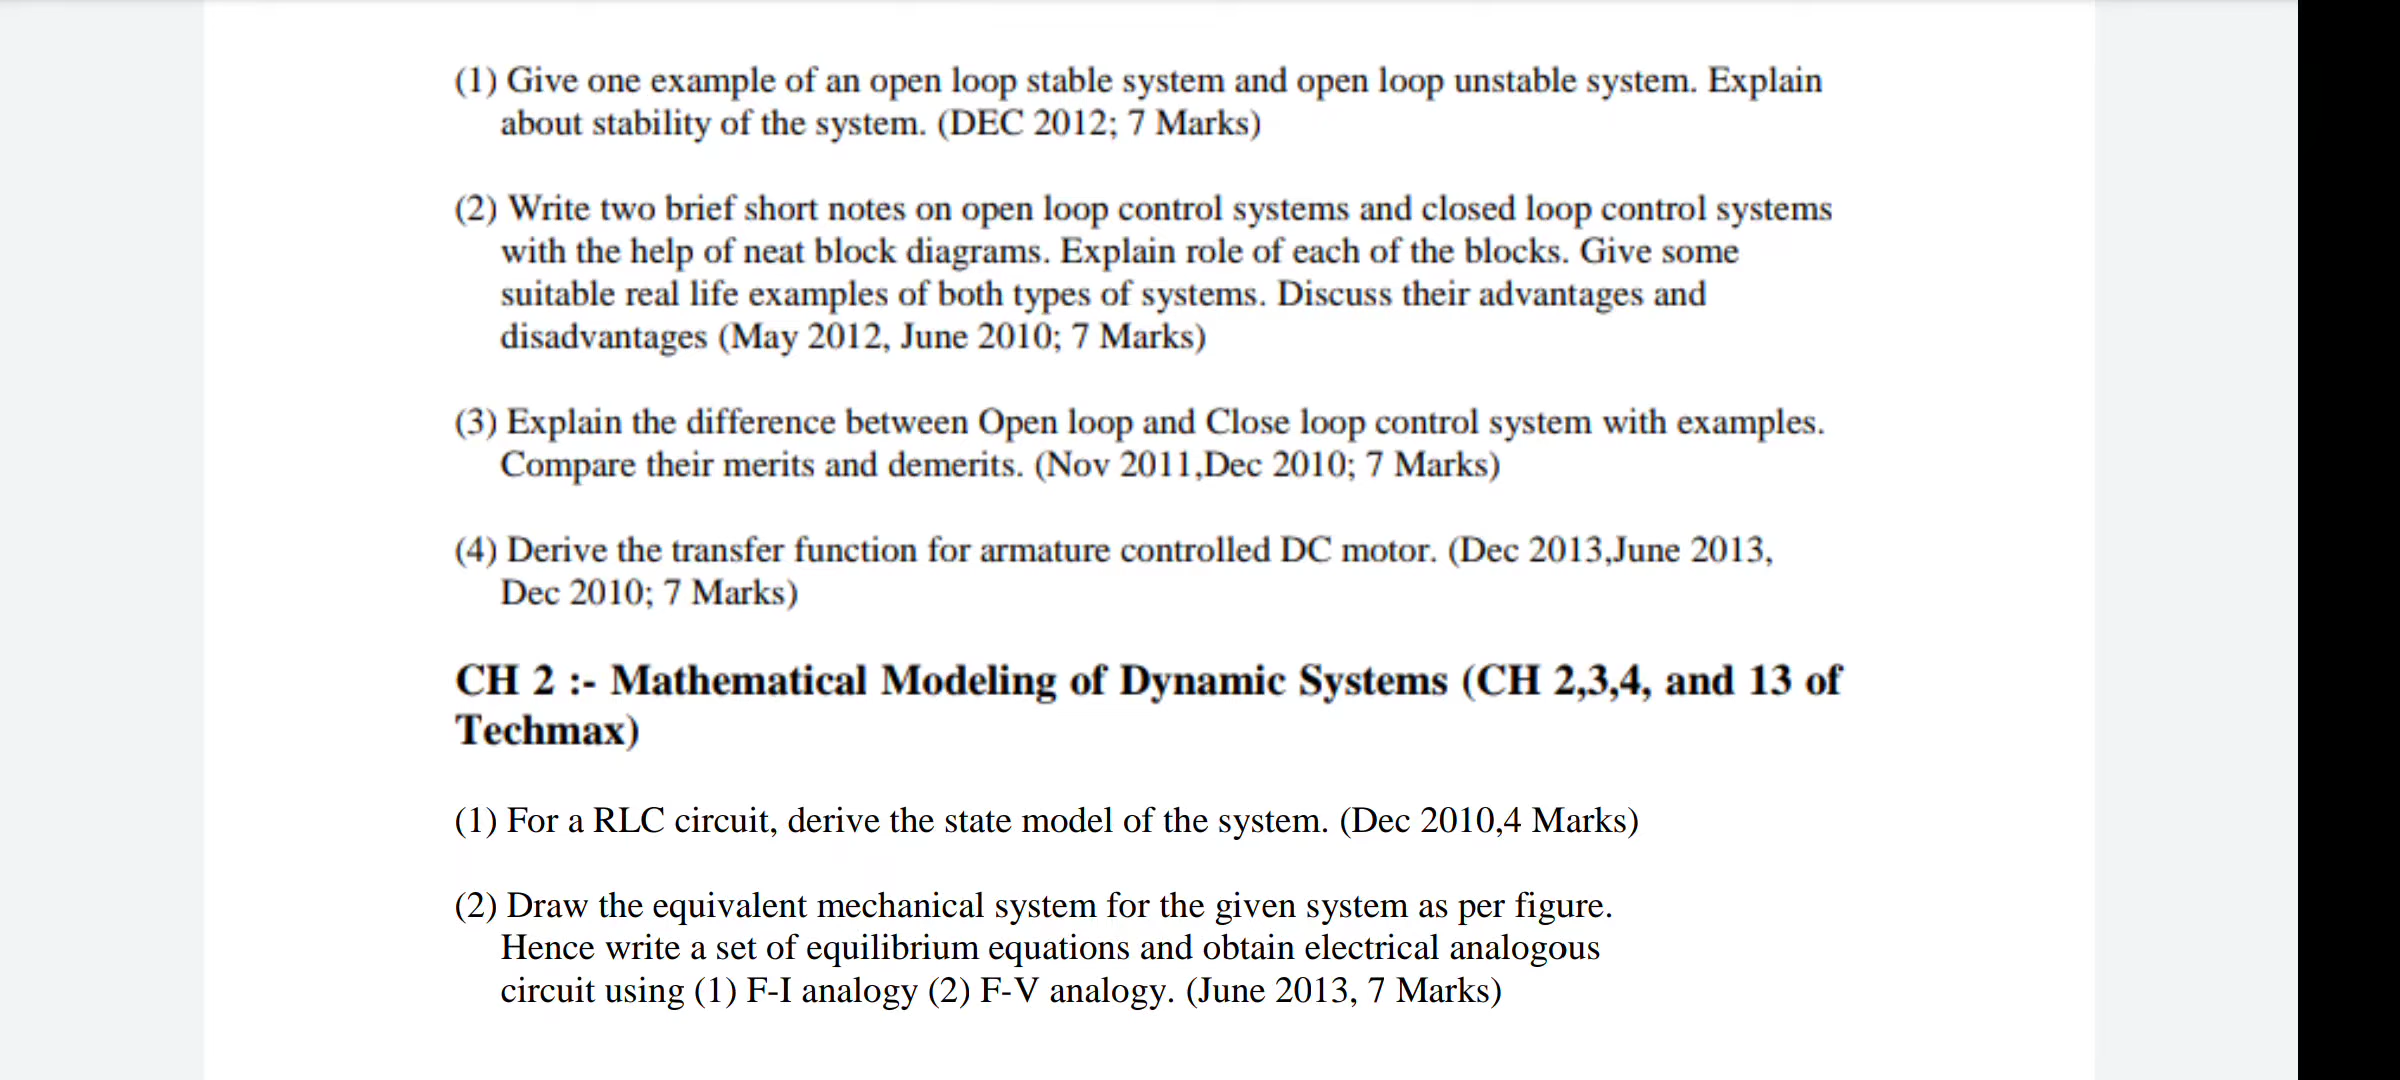 (1) Give one example of an open loop stable system and open loop unstable system. Explain
about stability of the system. (DEC 2012; 7 Marks)
(2) Write two brief short notes on open loop control systems and closed loop control systems
with the help of neat block diagrams. Explain role of each of the blocks. Give some
suitable real life examples of both types of systems. Discuss their advantages and
disadvantages (May 2012, June 2010; 7 Marks)
(3) Explain the difference between Open loop and Close loop control system with examples.
Compare their merits and demerits. (Nov 2011,Dec 2010; 7 Marks)
(4) Derive the transfer function for armature controlled DC motor. (Dec 2013,June 2013,
Dec 2010; 7 Marks)
CH 2 :- Mathematical Modeling of Dynamic Systems (CH 2,3,4, and 13 of
Techmax)
(1) For a RLC circuit, derive the state model of the system. (Dec 2010,4 Marks)
(2) Draw the equivalent mechanical system for the given system as per figure.
Hence write a set of equilibrium equations and obtain electrical analogous
circuit using (1) F-I analogy (2) F-V analogy. (June 2013, 7 Marks)